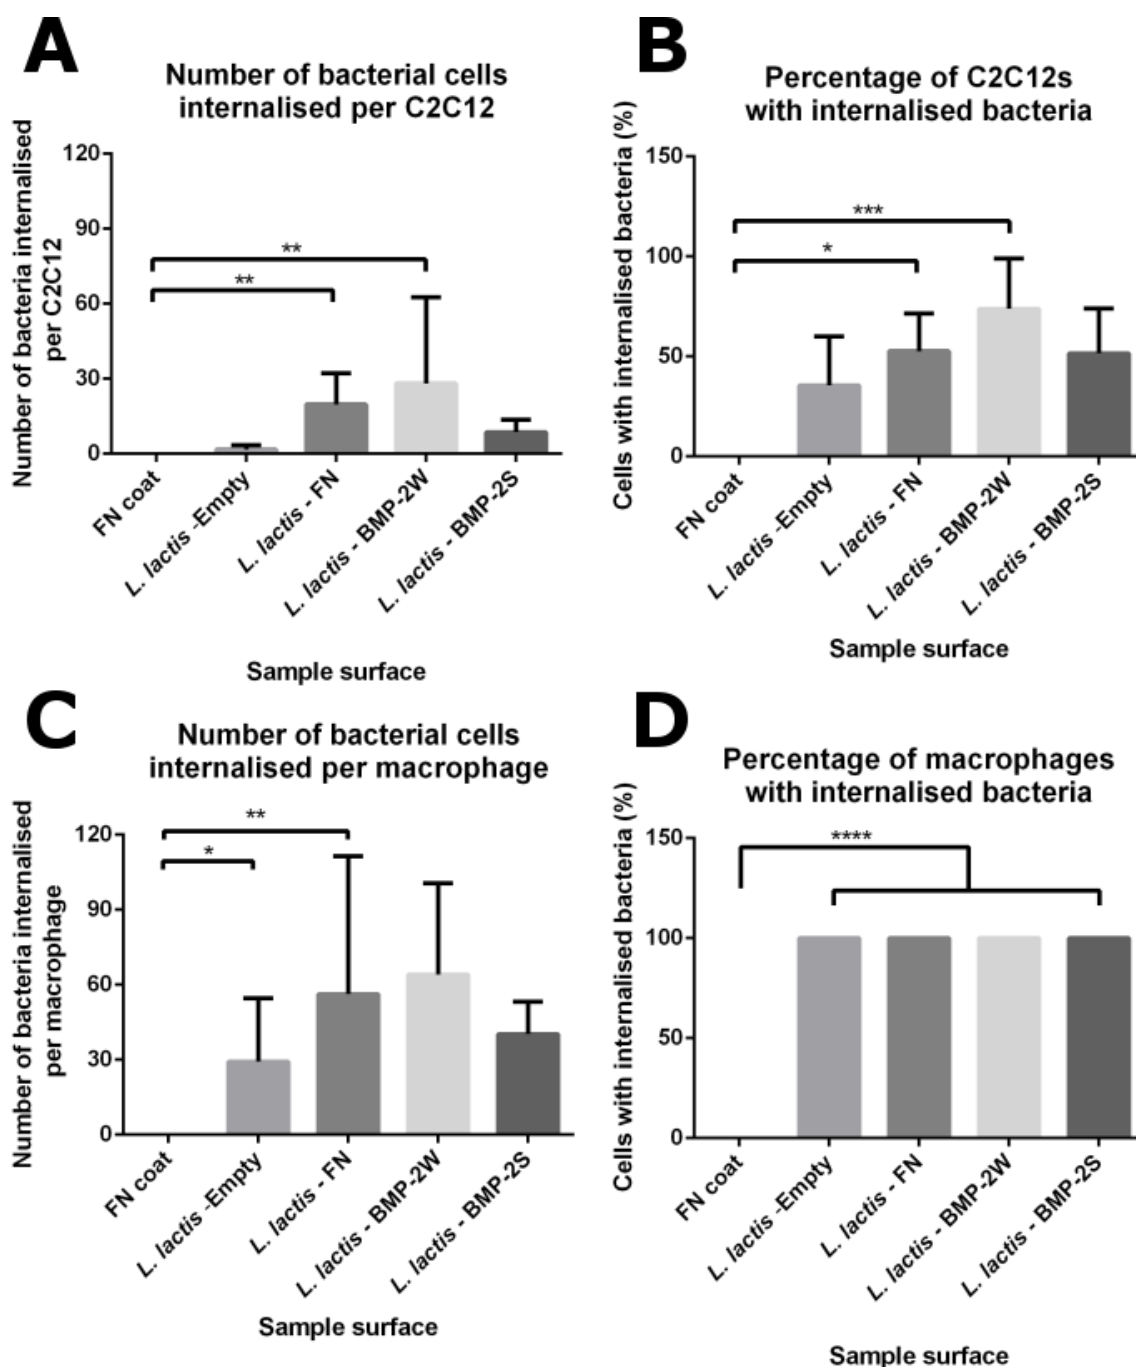 A
Number of bacterial cells
internalised per C2C12
Number of bacteria internalised
per C2C12
120
90
60
30
0
**
**
FN coat
L. lactis -Empty
L. lactis - FN
L. lactis - BMP-2W
L. lactis - BMP-2S
Sample surface
B
Percentage of C2C12s
with internalised bacteria
Cells with internalised bacteria (%)
150
100
50
0
***
*
FN coat
L. lactis -Empty
L. lactis - FN
L. lactis - BMP-2W
L. lactis - BMP-2S
Sample surface
C
Number of bacterial cells
internalised per macrophage
Number of bacteria internalised
per macrophage
120
90
60
30
0
**
*
FN coat
L. lactis -Empty
L. lactis - FN
L. lactis - BMP-2W
L. lactis - BMP-2S
Sample surface
D
Percentage of macrophages
with internalised bacteria
Cells with internalised bacteria (%)
150
100
50
0
****
FN coat
L. lactis -Empty
L. lactis - FN
L. lactis - BMP-2W
L. lactis - BMP-2S
Sample surface